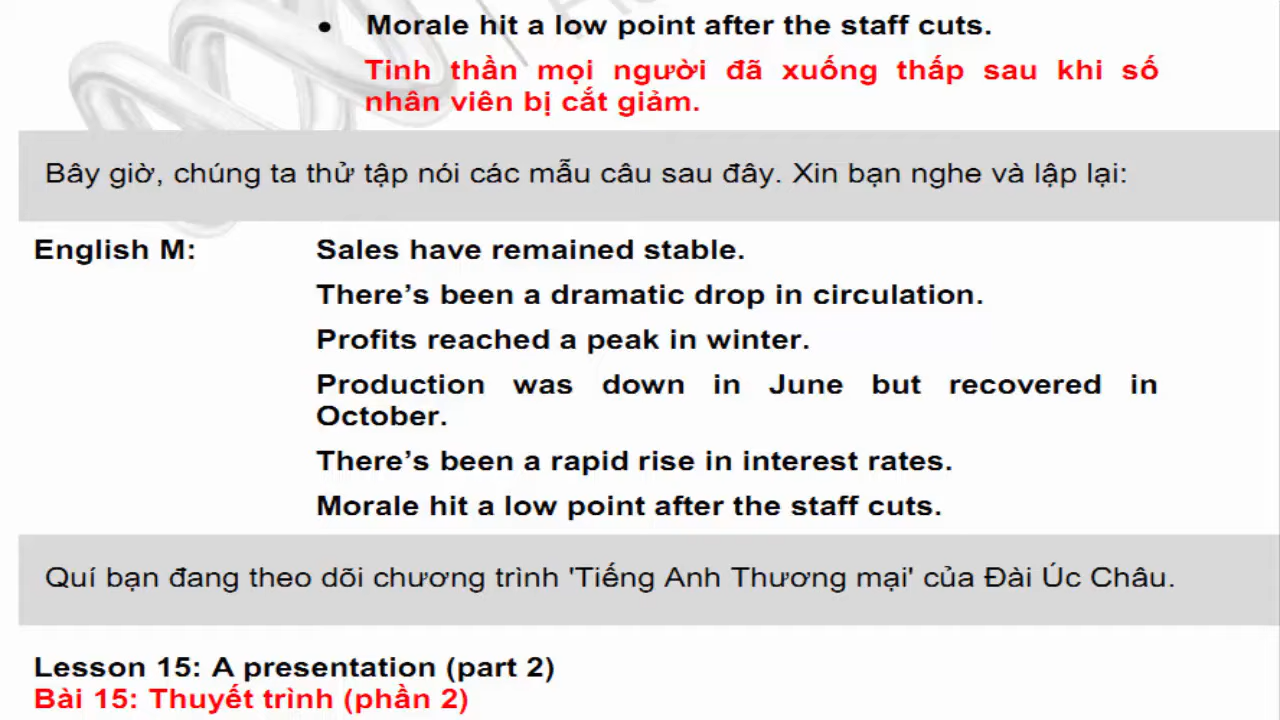 • Morale hit a low point after the staff cuts.
Tinh thần mọi người đã xuống thấp sau khi số
nhân viên bị cắt giảm.
Bây giờ, chúng ta thử tập nói các mẫu câu sau đây. Xin bạn nghe và lập lại:
English M: Sales have remained stable.
There’s been a dramatic drop in circulation.
Profits reached a peak in winter.
Production was down in June but recovered in
October.
There’s been a rapid rise in interest rates.
Morale hit a low point after the staff cuts.
Quí bạn đang theo dõi chương trình 'Tiếng Anh Thương mại' của Đài Úc Châu.
Lesson 15: A presentation (part 2)
Bài 15: Thuyết trình (phần 2)